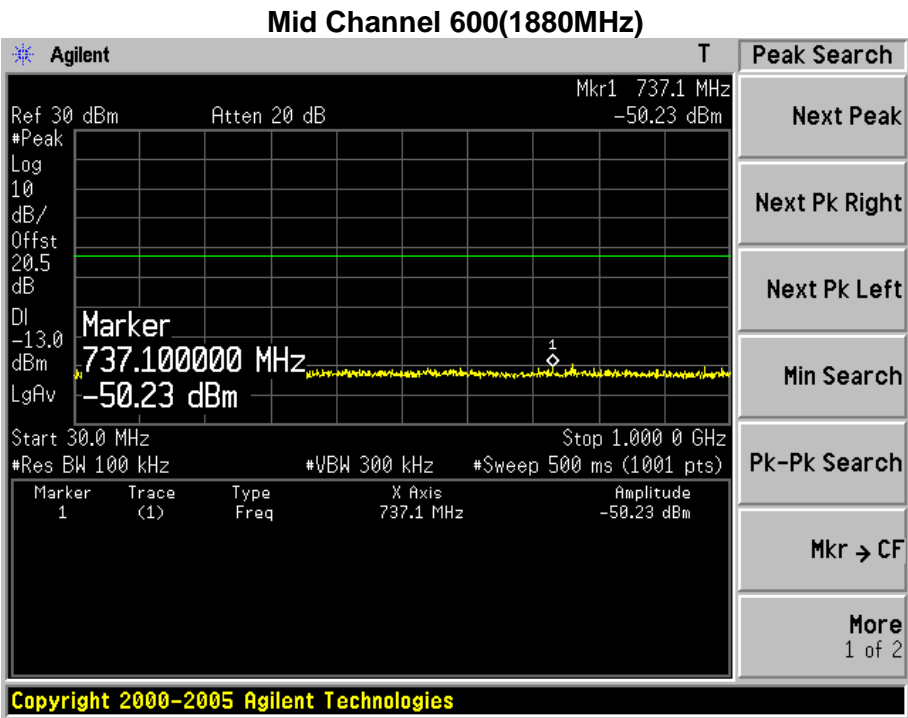 Mid Channel 600(1880MHz)
Agilent T
Peak Search
Mkr1 737.1 MHz
Ref 30 dBm Atten 20 dB -50.23 dBm
#Peak
Log
10
dB/
Offst
20.5
dB
DI
-13.0
dBm
LgAv
Marker
737.100000 MHz
-50.23 dBm
1
Start 30.0 MHz Stop 1.000 0 GHz
#Res BW 100 kHz #VBW 300 kHz #Sweep 500 ms (1001 pts)
Marker Trace Type X Axis Amplitude
1 (1) Freq 737.1 MHz -50.23 dBm
Next Peak
Next Pk Right
Next Pk Left
Min Search
Pk-Pk Search
Mkr → CF
More
1 of 2
Copyright 2000-2005 Agilent Technologies